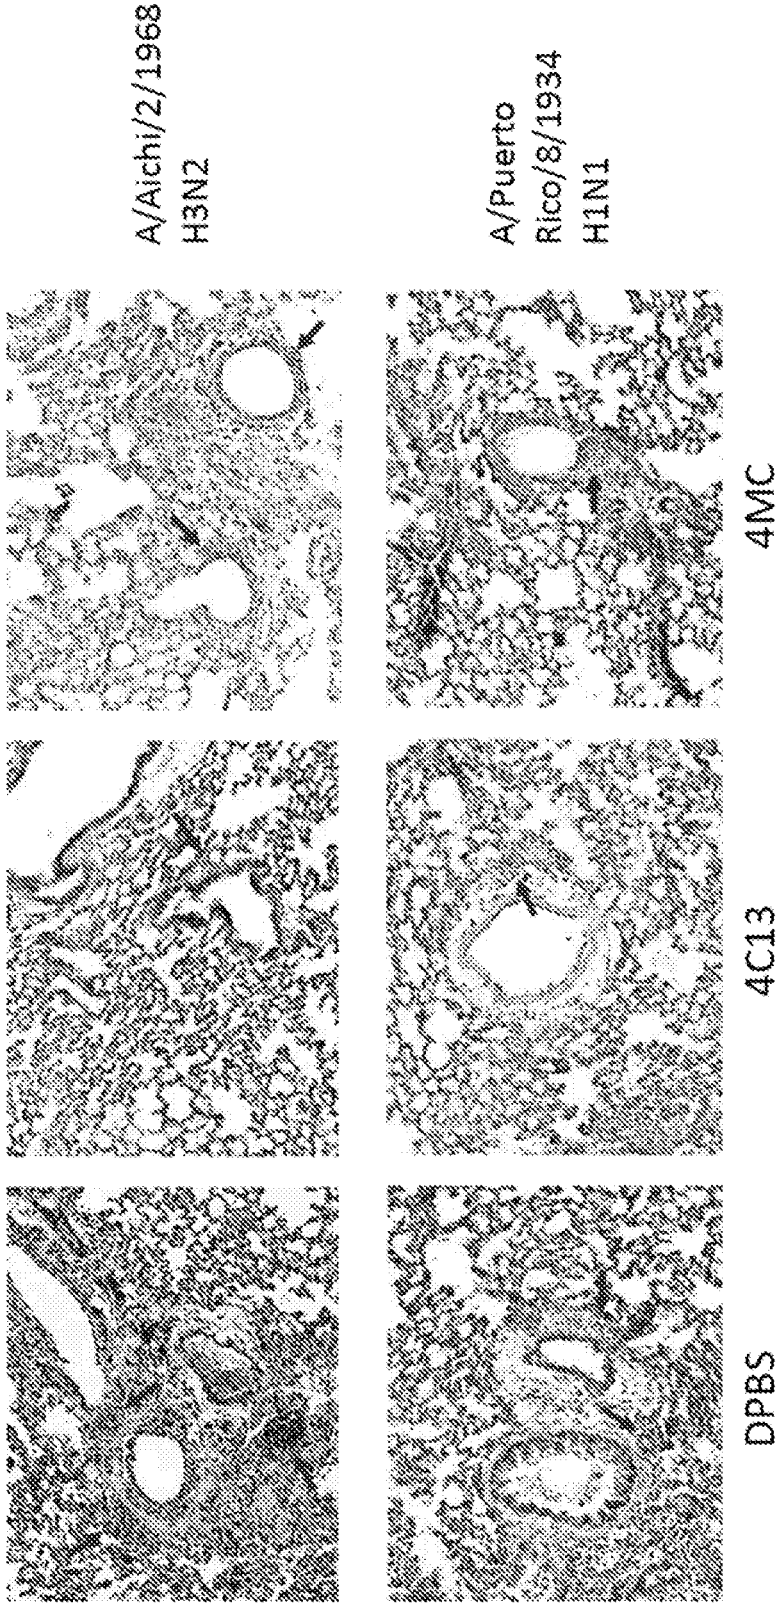 A/Aichi/2/1968
H3N2
A/Puerto
Rico/8/1934
H1N1
DPBS
4C13
4MC